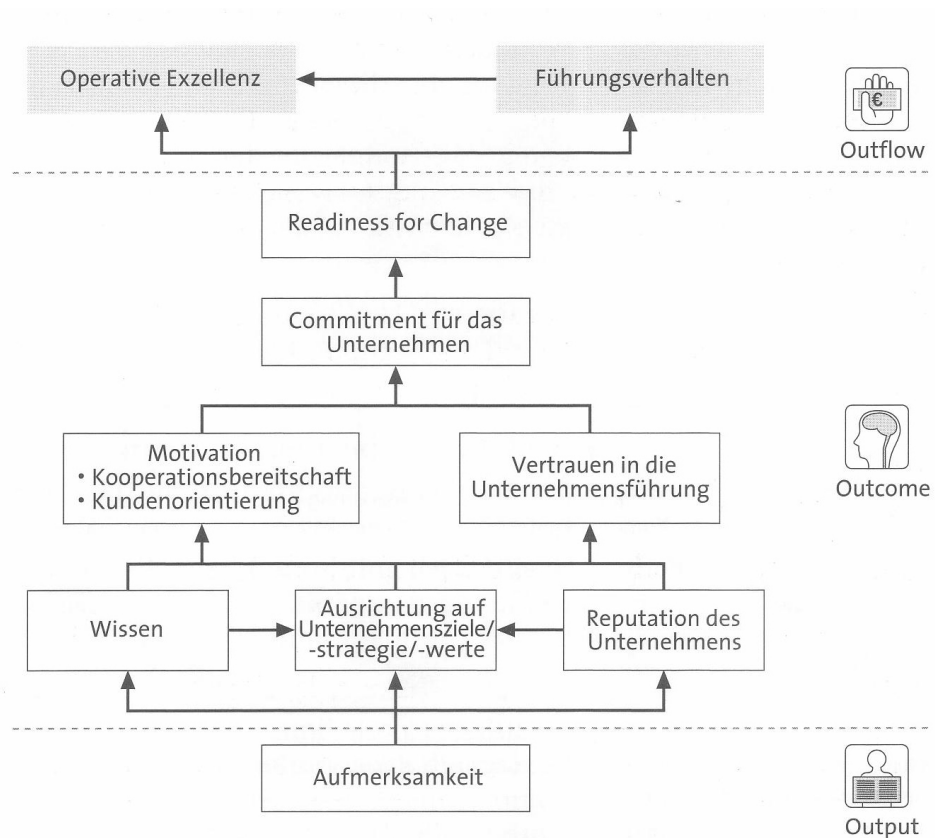 Operative Exzellenz
Führungsverhalten
€
Outflow
Readiness for Change
Commitment für das
Unternehmen
Motivation
• Kooperationsbereitschaft
• Kundenorientierung
Vertrauen in die
Unternehmensführung
Outcome
Wissen
Ausrichtung auf
Unternehmensziele/
-strategie/-werte
Reputation des
Unternehmens
Aufmerksamkeit
Output